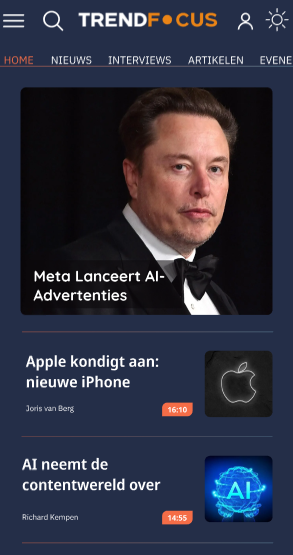 TRENDFOCUS
HOME NIEUWS INTERVIEWS ARTIKELEN EVENE
Meta Lanceert AI-
Advertenties
Apple kondigt aan:
nieuwe iPhone
Joris van Berg
16:10
AI neemt de
contentwereld over
AI
Richard Kempen
14:55